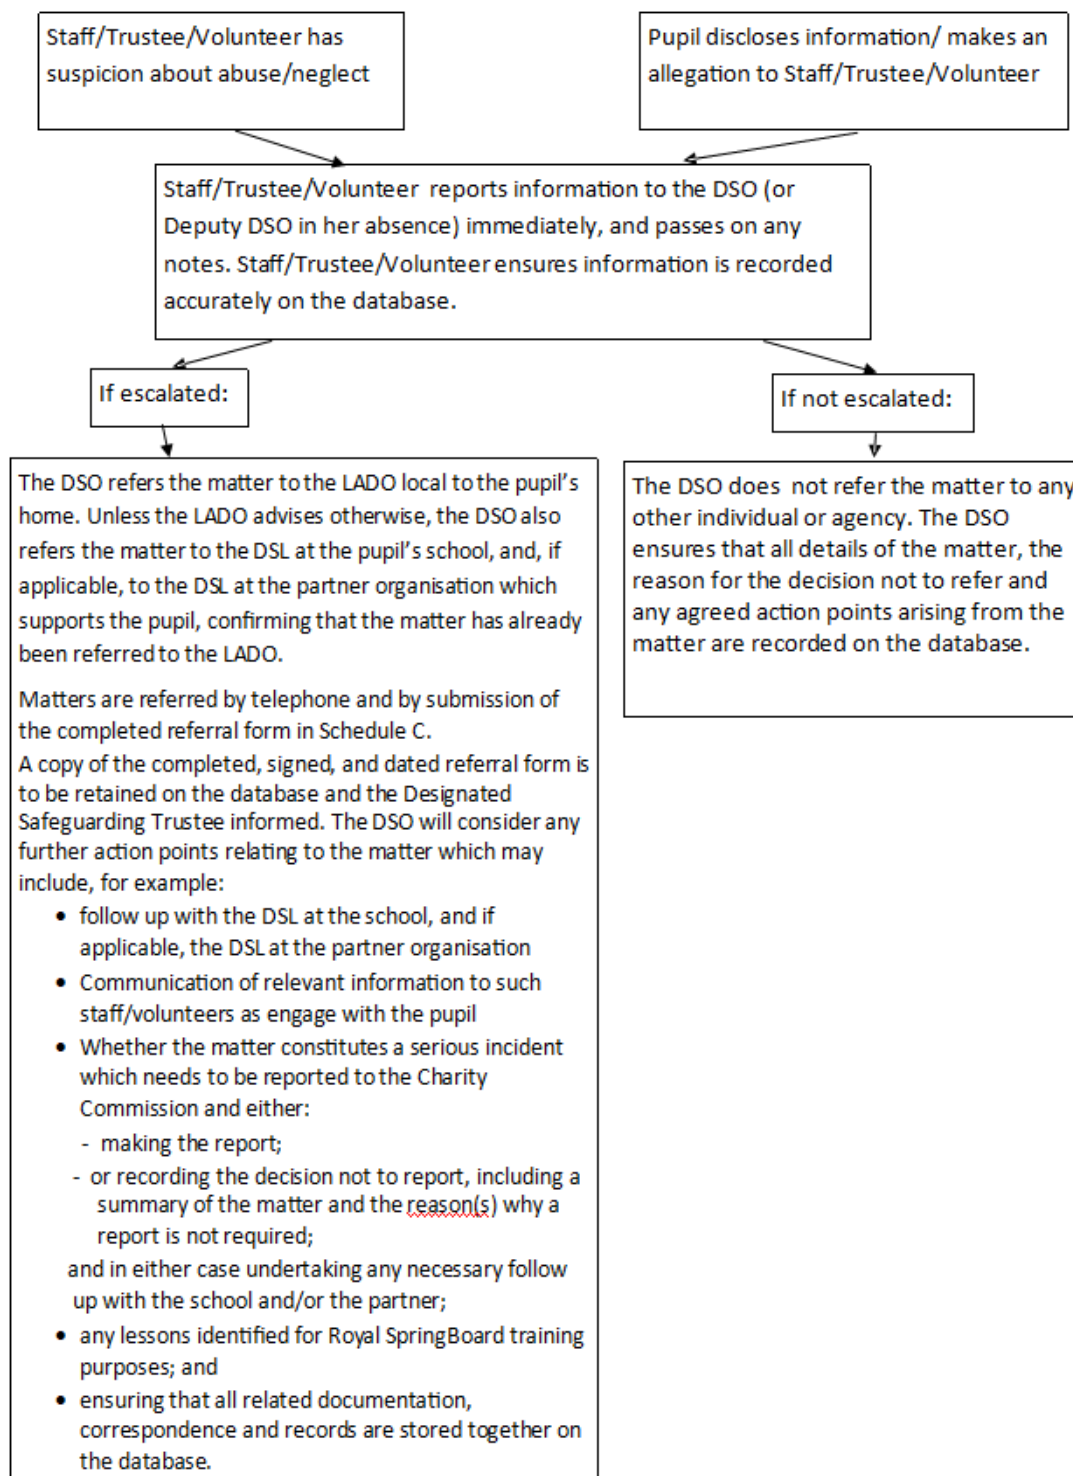 Staff/Trustee/Volunteer has
suspicion about abuse/neglect
Pupil discloses information/ makes an
allegation to Staff/Trustee/Volunteer
Staff/Trustee/Volunteer reports information to the DSO (or
Deputy DSO in her absence) immediately, and passes on any
notes. Staff/Trustee/Volunteer ensures information is recorded
accurately on the database.
If escalated:
If not escalated:
The DSO refers the matter to the LADO local to the pupil's
home. Unless the LADO advises otherwise, the DSO also
refers the matter to the DSL at the pupil's school, and, if
applicable, to the DSL at the partner organisation which
supports the pupil, confirming that the matter has already
been referred to the LADO.
Matters are referred by telephone and by submission of
the completed referral form in Schedule C.
A copy of the completed, signed, and dated referral form is
to be retained on the database and the Designated
Safeguarding Trustee informed. The DSO will consider any
further action points relating to the matter which may
include, for example:
• follow up with the DSL at the school, and if
applicable, the DSL at the partner organisation
• Communication of relevant information to such
staff/volunteers as engage with the pupil
• Whether the matter constitutes a serious incident
which needs to be reported to the Charity
Commission and either:
- making the report;
- or recording the decision not to report, including a
summary of the matter and the reason(s) why a
report is not required;
and in either case undertaking any necessary follow
up with the school and/or the partner;
• any lessons identified for Royal SpringBoard training
purposes; and
• ensuring that all related documentation,
correspondence and records are stored together on
the database.
The DSO does not refer the matter to any
other individual or agency. The DSO
ensures that all details of the matter, the
reason for the decision not to refer and
any agreed action points arising from the
matter are recorded on the database.